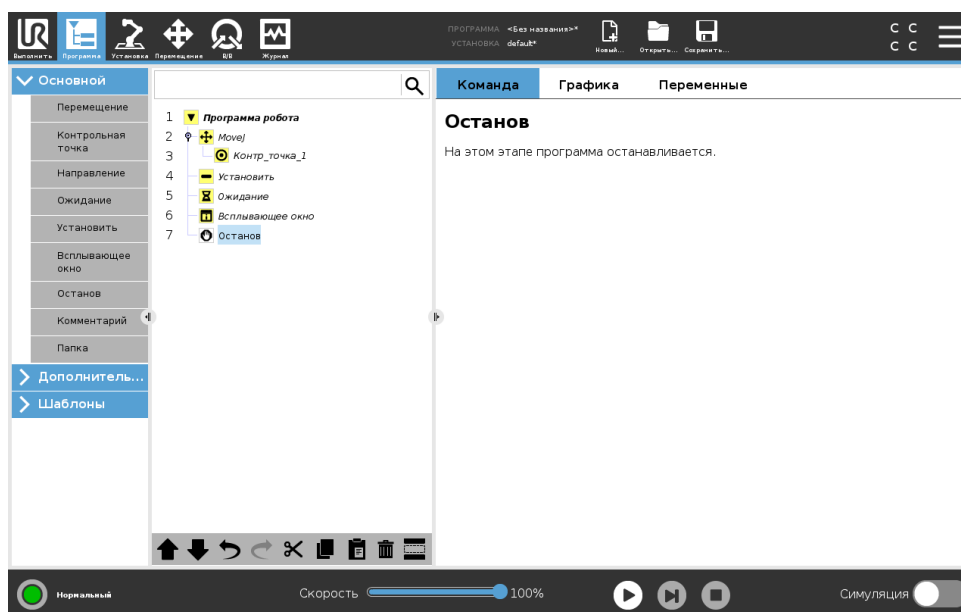 UR
Выполнить Программа Установка Перемещение В/В Журнал
ПРОГРАММА <Без названия>*
УСТАНОВКА default*
Новый... Открыть... Сохранить...
C C
C C
Основной
Перемещение
Контрольная
точка
Направление
Ожидание
Установить
Всплывающее
окно
Останов
Комментарий
Папка
Дополнитель...
Шаблоны
1 Программа робота
2 MoveJ
3 Контр_точка_1
4 Установить
5 Ожидание
6 Всплывающее окно
7 Останов
Команда Графика Переменные
Останов
На этом этапе программа останавливается.
Нормальный
Скорость 100%
Симуляция